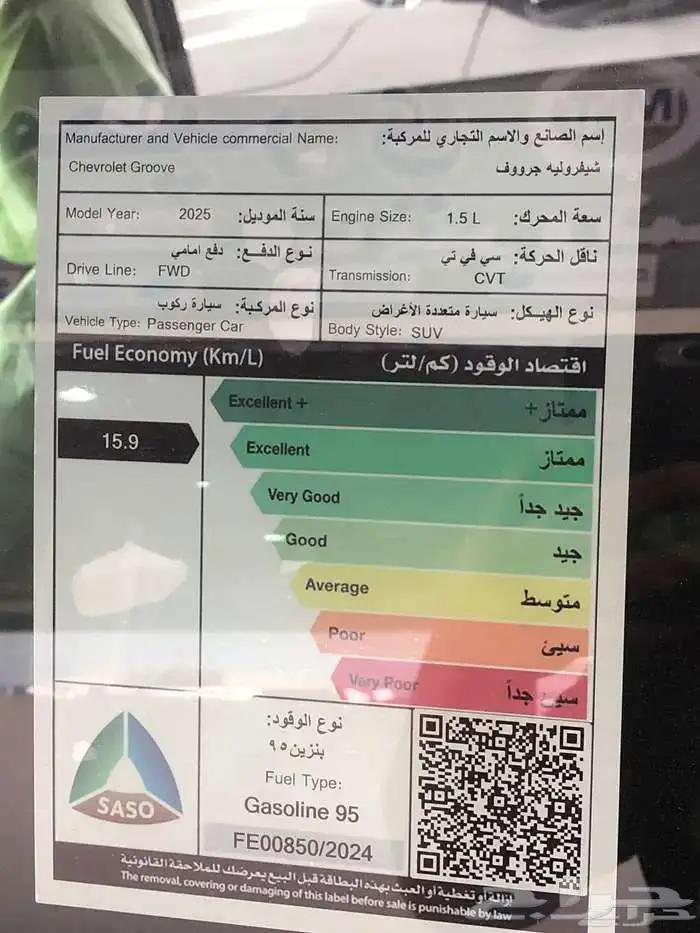 Manufacturer and Vehicle commercial Name: إسم الصانع والاسم التجاري للمركبة:
Chevrolet Groove شيفروليه جرووف
Model Year: 2025 سنة الموديل: Engine Size: 1.5 L سعة المحرك:
نوع الدفع: دفع امامي ناقل الحركة: سي في تي
Drive Line: FWD Transmission: CVT
نوع المركبة: سيارة ركوب نوع الهيكل: سيارة متعددة الأغراض
Vehicle Type: Passenger Car Body Style: SUV
Fuel Economy (Km/L) اقتصاد الوقود (كم/لتر)
Excellent + ممتاز+
15.9
Excellent ممتاز
Very Good جيد جداً
Good جيد
Average متوسط
Poor سيئ
Very Poor سيئ جداً
نوع الوقود:
بنزين ٩٥
Fuel Type:
Gasoline 95
SASO
FE00850/2024
إزالة أو تغطية أو العبث بهذه البطاقة قبل البيع يعرضك للملاحقة القانونية
The removal, covering or damaging of this label before sale is punishable by law
حراج